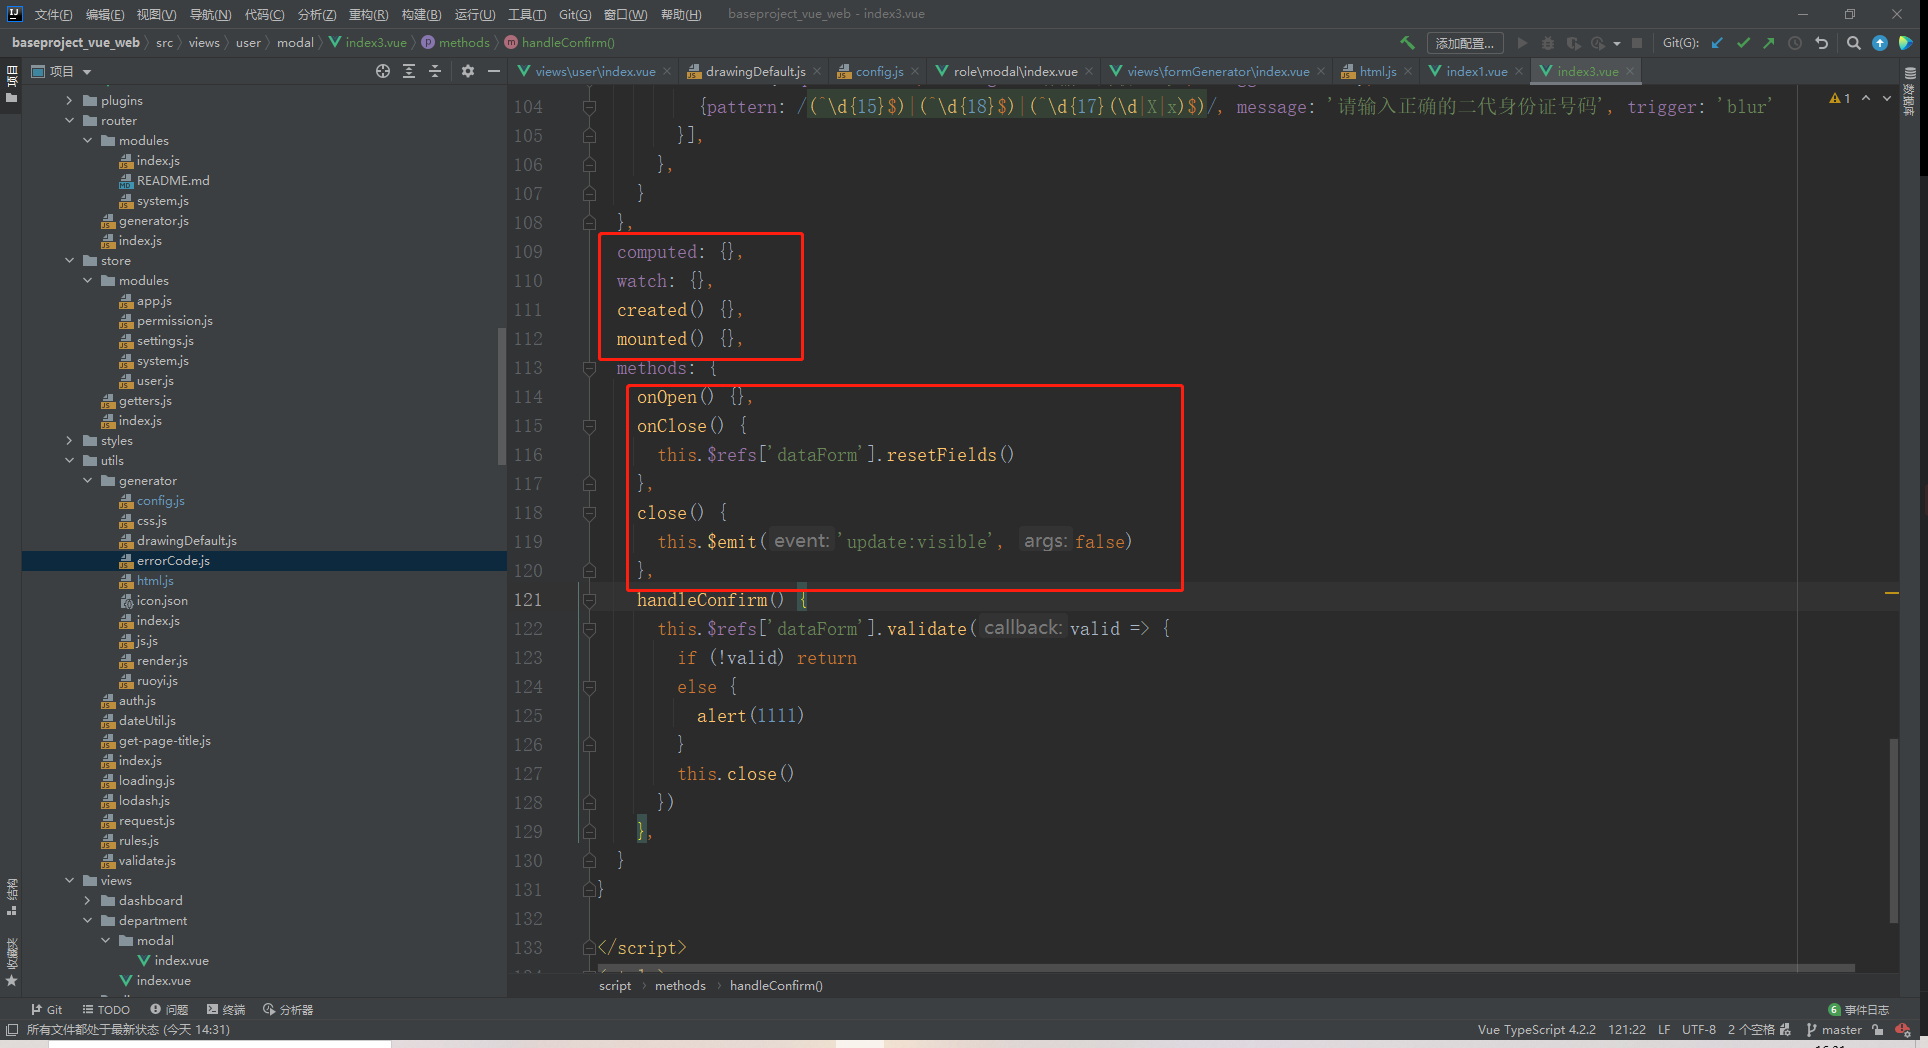 文件(F) 编辑(E) 视图(V) 导航(N) 代码(C) 分析(Z) 重构(R) 构建(B) 运行(U) 工具(T) Git(G) 窗口(W) 帮助(H) baseproject_vue_web - index3.vue
baseproject_vue_web src views user modal index3.vue methods handleConfirm() 添加配置... Git(G):
项目
项目
views\user\index.vue drawingDefault.js config.js role\modal\index.vue views\formGenerator\index.vue html.js index1.vue index3.vue
数据库
plugins
router
modules
index.js
README.md
system.js
generator.js
index.js
store
modules
app.js
permission.js
settings.js
system.js
user.js
getters.js
index.js
styles
utils
generator
config.js
css.js
drawingDefault.js
errorCode.js
html.js
icon.json
index.js
js.js
render.js
ruoyi.js
auth.js
dateUtil.js
get-page-title.js
index.js
loading.js
lodash.js
request.js
rules.js
validate.js
views
dashboard
department
modal
index.vue
index.vue
结构
收藏夹
104 {pattern: /(^\d{15}$)|(^\d{18}$)|(^\d{17}(\d|X|x)$)/, message: '请输入正确的二代身份证号码', trigger: 'blur'
1
105 }],
106 },
107 }
108 },
109 computed: {},
110 watch: {},
111 created() {},
112 mounted() {},
113 methods: {
114 onOpen() {},
115 onClose() {
116 this.$refs['dataForm'].resetFields()
117 },
118 close() {
119 this.$emit( event: 'update:visible', args: false)
120 },
121 handleConfirm() {
122 this.$refs['dataForm'].validate( callback: valid => {
123 if (!valid) return
124 else {
125 alert(1111)
126 }
127 this.close()
128 })
129 },
130 }
131 }
132
133 </script>
script methods handleConfirm()
Git TODO 问题 终端 分析器 6 事件日志
所有文件都处于最新状态 (今天 14:31) Vue TypeScript 4.2.2 121:22 LF UTF-8 2 个空格 master